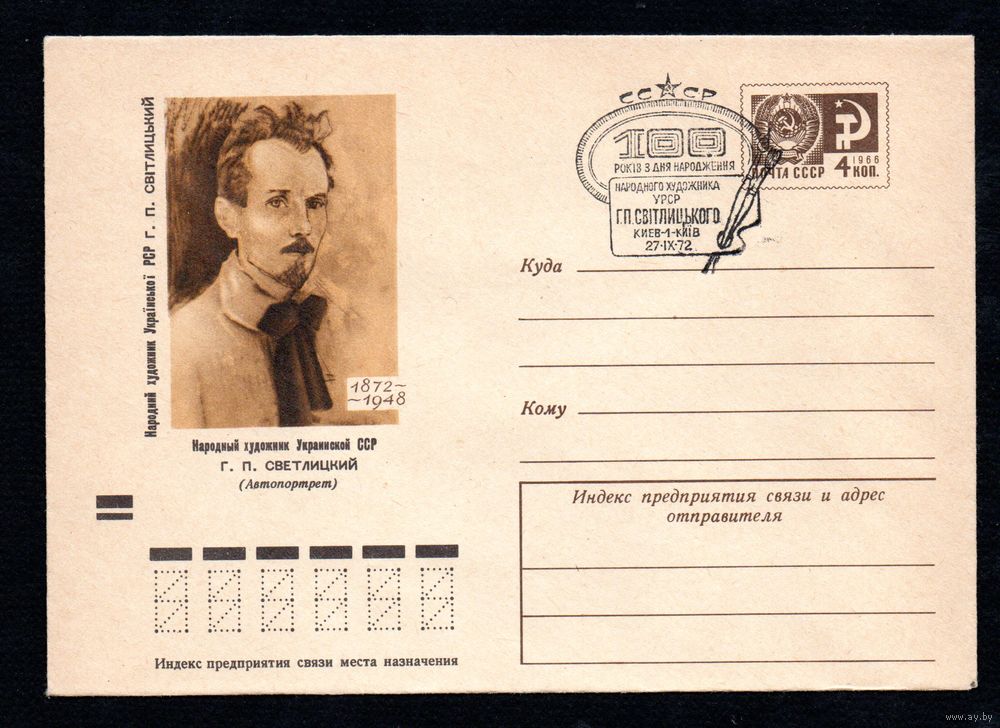 Народний художник Української РСР Г. П. СВІТЛИЦЬКИЙ
1872~
~1948
Народный художник Украинской ССР
Г. П. СВЕТЛИЦКИЙ
(Автопортрет)
СССР
100
РОКІВ З ДНЯ НАРОДЖЕННЯ
НАРОДНОГО ХУДОЖНИКА
УРСР
Г.П.СВІТЛИЦЬКОГО
КИЕВ-1-КИЇВ
27·IX·72
1966
ПОЧТА СССР 4 КОП.
Куда
Кому
Индекс предприятия связи и адрес
отправителя
Индекс предприятия связи места назначения
www.ay.by